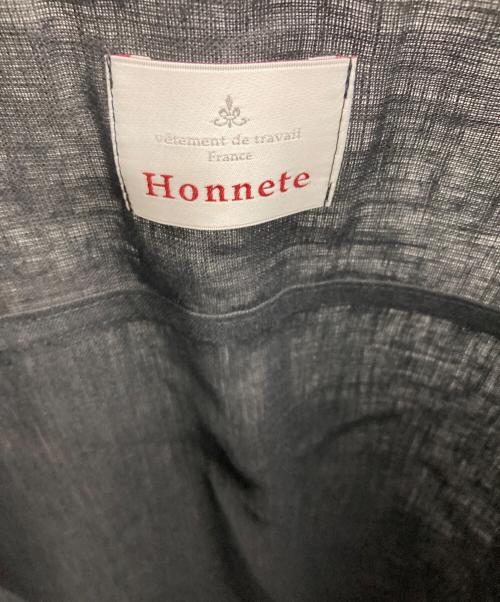 vêtement de travail
France
Honnete